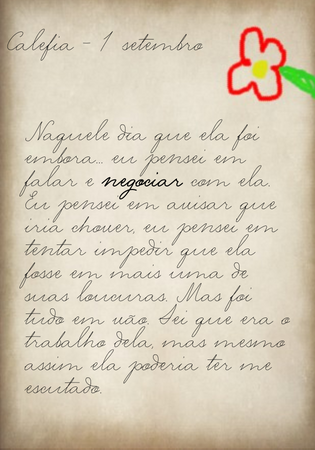 Calefia - 1 setembro
Naquele dia que ela foi
embora... eu pensei em
falar e negociar com ela.
Eu pensei em avisar que
iria chover, eu pensei em
tentar impedir que ela
fosse em mais uma de
suas loucuras. Mas foi
tudo em vão. Sei que era o
trabalho dela, mas mesmo
assim ela poderia ter me
escutado.